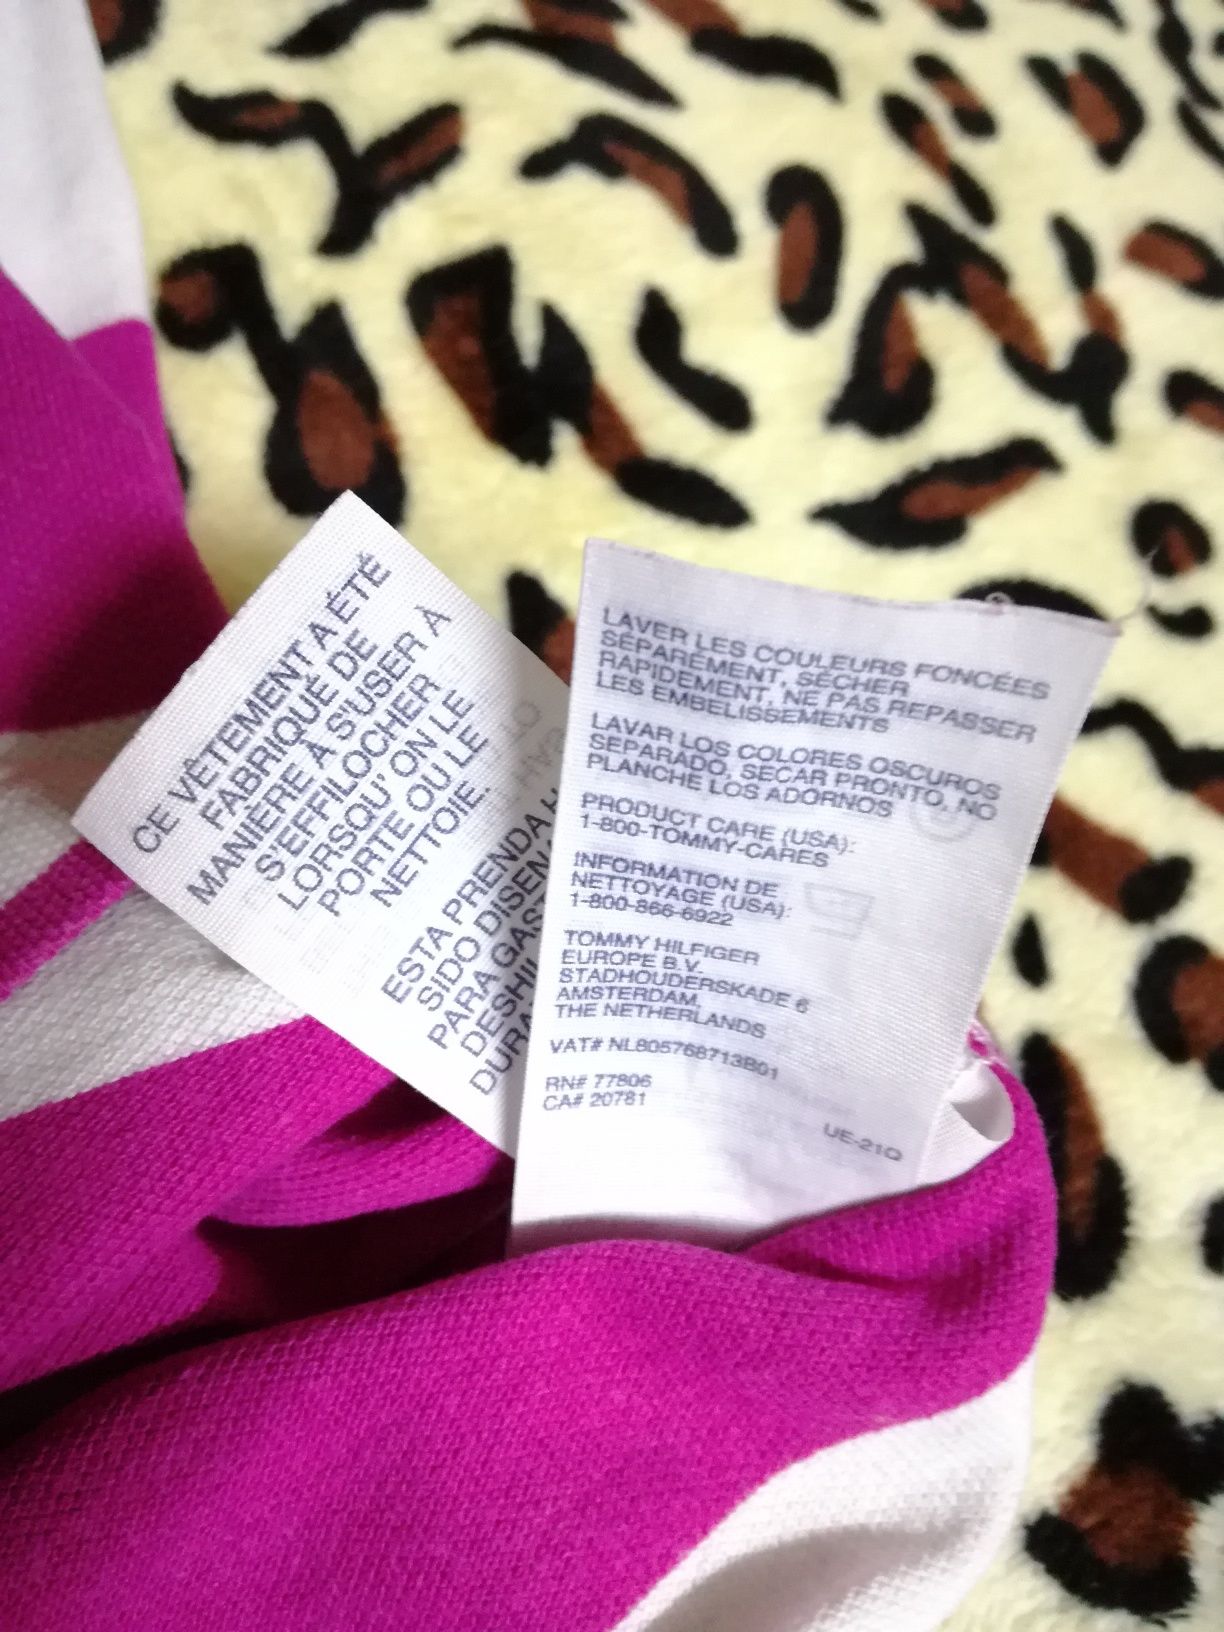 CE VÊTEMENT A ÉTÉ
FABRIQUÉ DE
MANIÈRE À S'USER À
S'EFFILOCHER
LORSQU'ON LE
PORTE OU LE
NETTOIE.
ESTA PRENDA
SIDO
PARA
LAVER LES COULEURS FONCÉES
SÉPARÉMENT, SÉCHER
RAPIDEMENT, NE PAS REPASSER
LES EMBELISSEMENTS
LAVAR LOS COLORES OSCUROS
SEPARADO, SECAR PRONTO, NO
PLANCHE LOS ADORNOS
PRODUCT CARE (USA):
1-800-TOMMY-CARES
INFORMATION DE
NETTOYAGE (USA):
1-800-866-6922
TOMMY HILFIGER
EUROPE B.V.
STADHOUDERSKADE 6
AMSTERDAM,
THE NETHERLANDS
VAT# NL805768713B01
RN# 77806
CA# 20781
UE-21Q